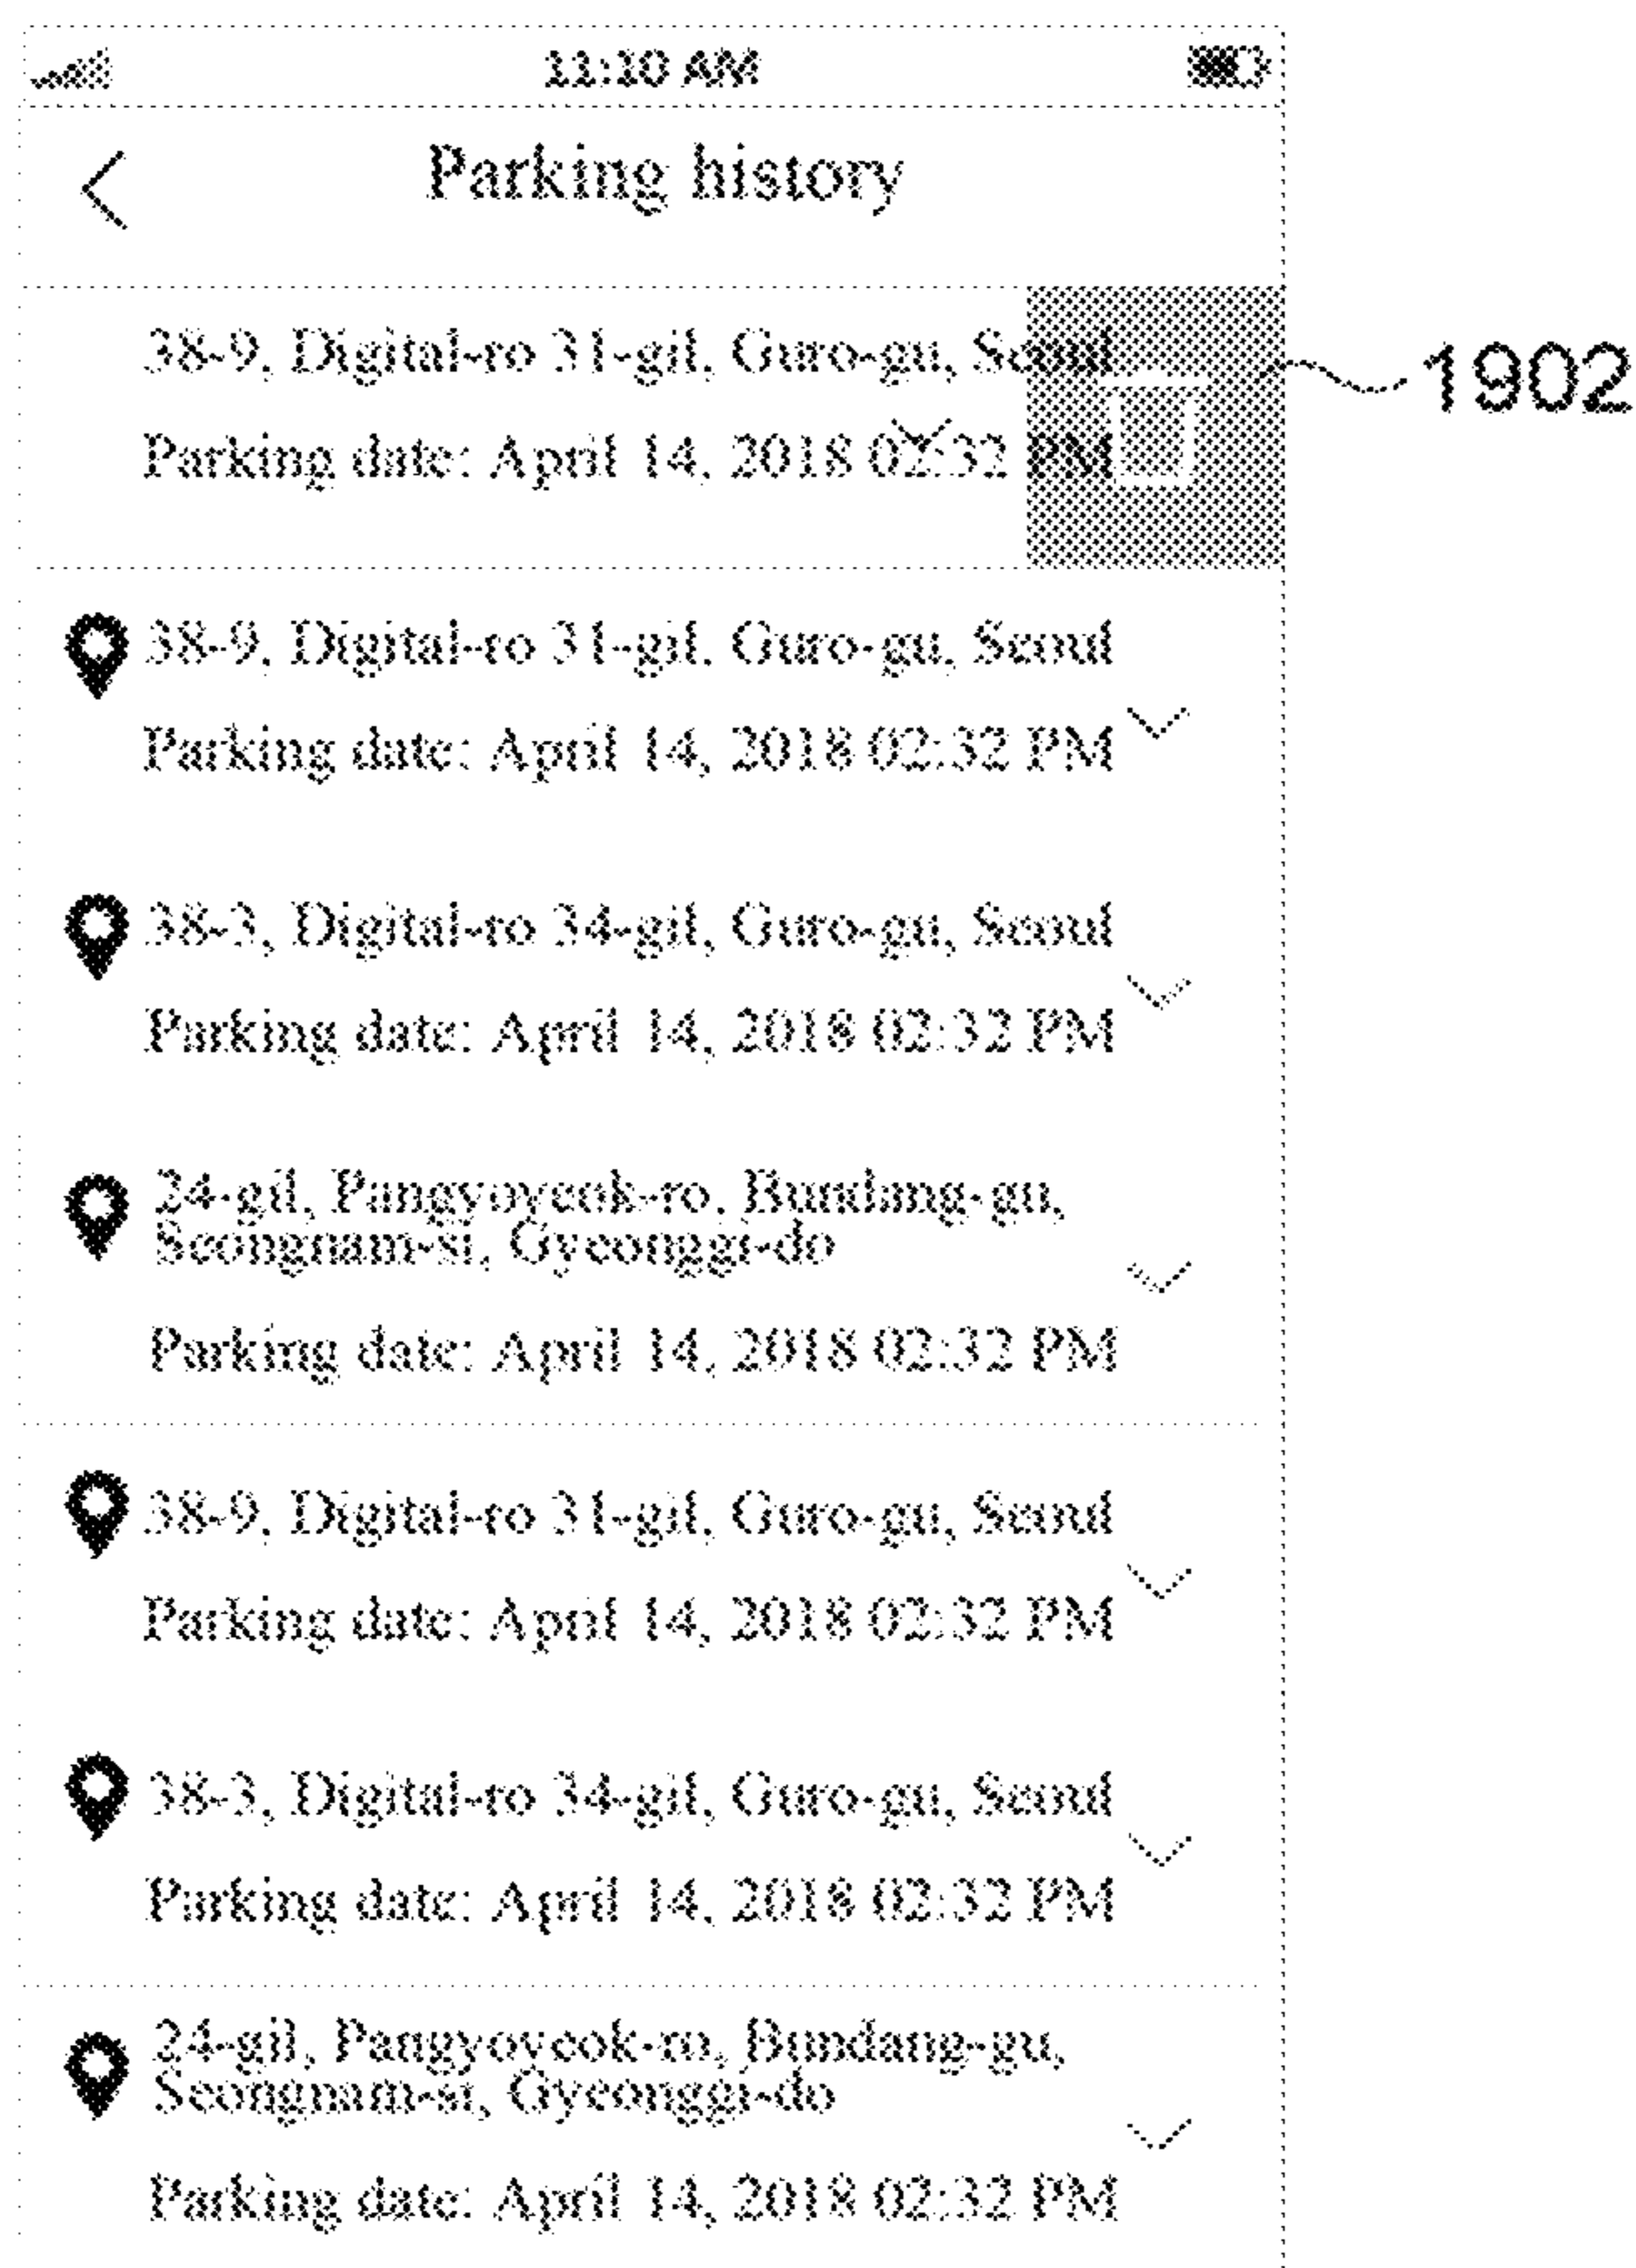 11:10 AM
Parking history
38-9, Digital-ro 31-gil, Guro-gu, Seoul
1902
Parking date: April 14, 2018 02:32 PM
38-9, Digital-ro 31-gil, Guro-gu, Seoul
Parking date: April 14, 2018 02:32 PM
38-3, Digital-ro 34-gil, Guro-gu, Seoul
Parking date: April 14, 2018 02:32 PM
24-gil, Pangyoyeok-ro, Bundang-gu,
Seongnam-si, Gyeonggi-do
Parking date: April 14, 2018 02:32 PM
38-9, Digital-ro 31-gil, Guro-gu, Seoul
Parking date: April 14, 2018 02:32 PM
38-3, Digital-ro 34-gil, Guro-gu, Seoul
Parking date: April 14, 2018 02:32 PM
24-gil, Pangyoyeok-ro, Bundang-gu,
Seongnam-si, Gyeonggi-do
Parking date: April 14, 2018 02:32 PM